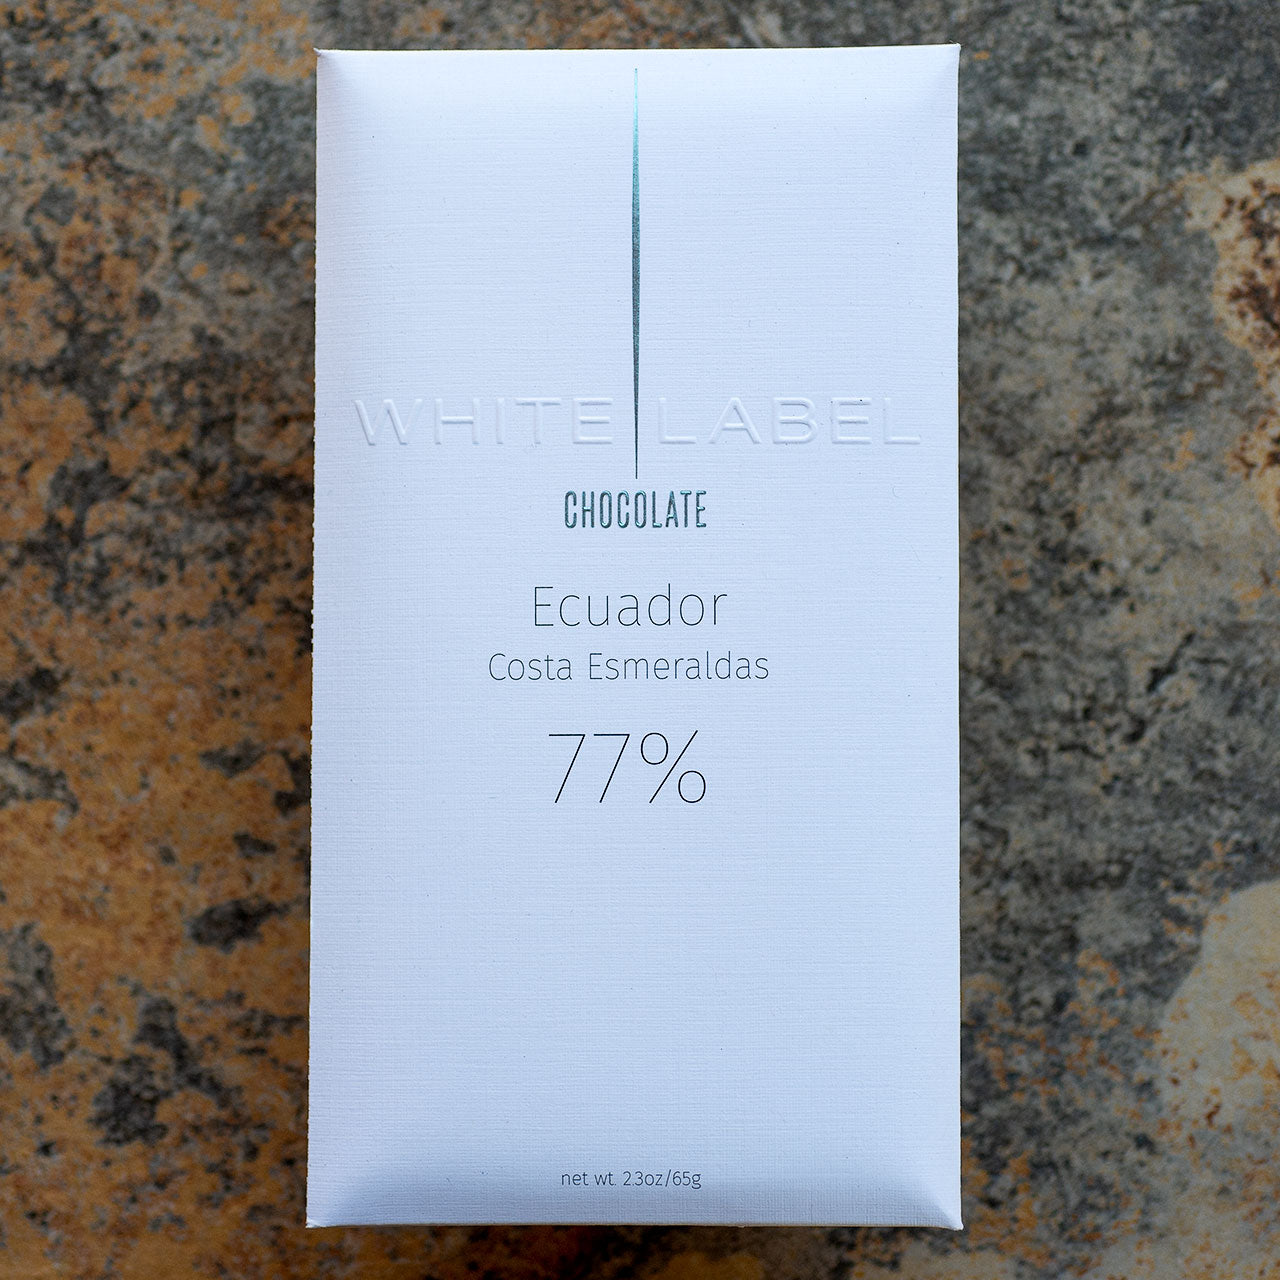 WHITE LABEL
CHOCOLATE
Ecuador
Costa Esmeraldas
77%
net wt. 2.3oz/65g